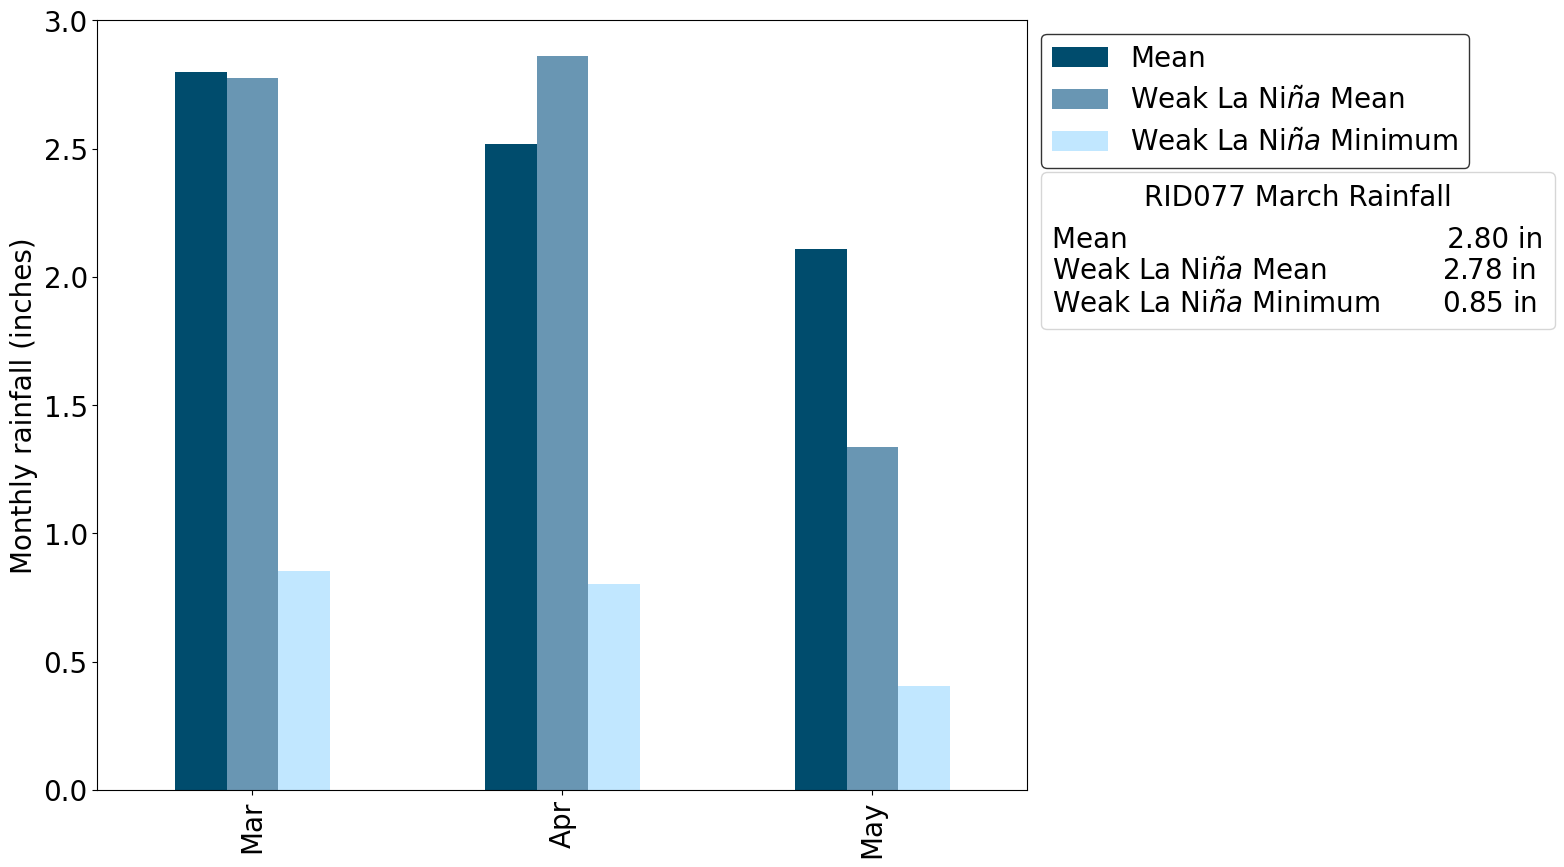 3.0
2.5
2.0
1.5
1.0
0.5
0.0
Monthly rainfall (inches)
Mar
Apr
May
Mean
Weak La Niña Mean
Weak La Niña Minimum
RID077 March Rainfall
Mean 2.80 in
Weak La Niña Mean 2.78 in
Weak La Niña Minimum 0.85 in